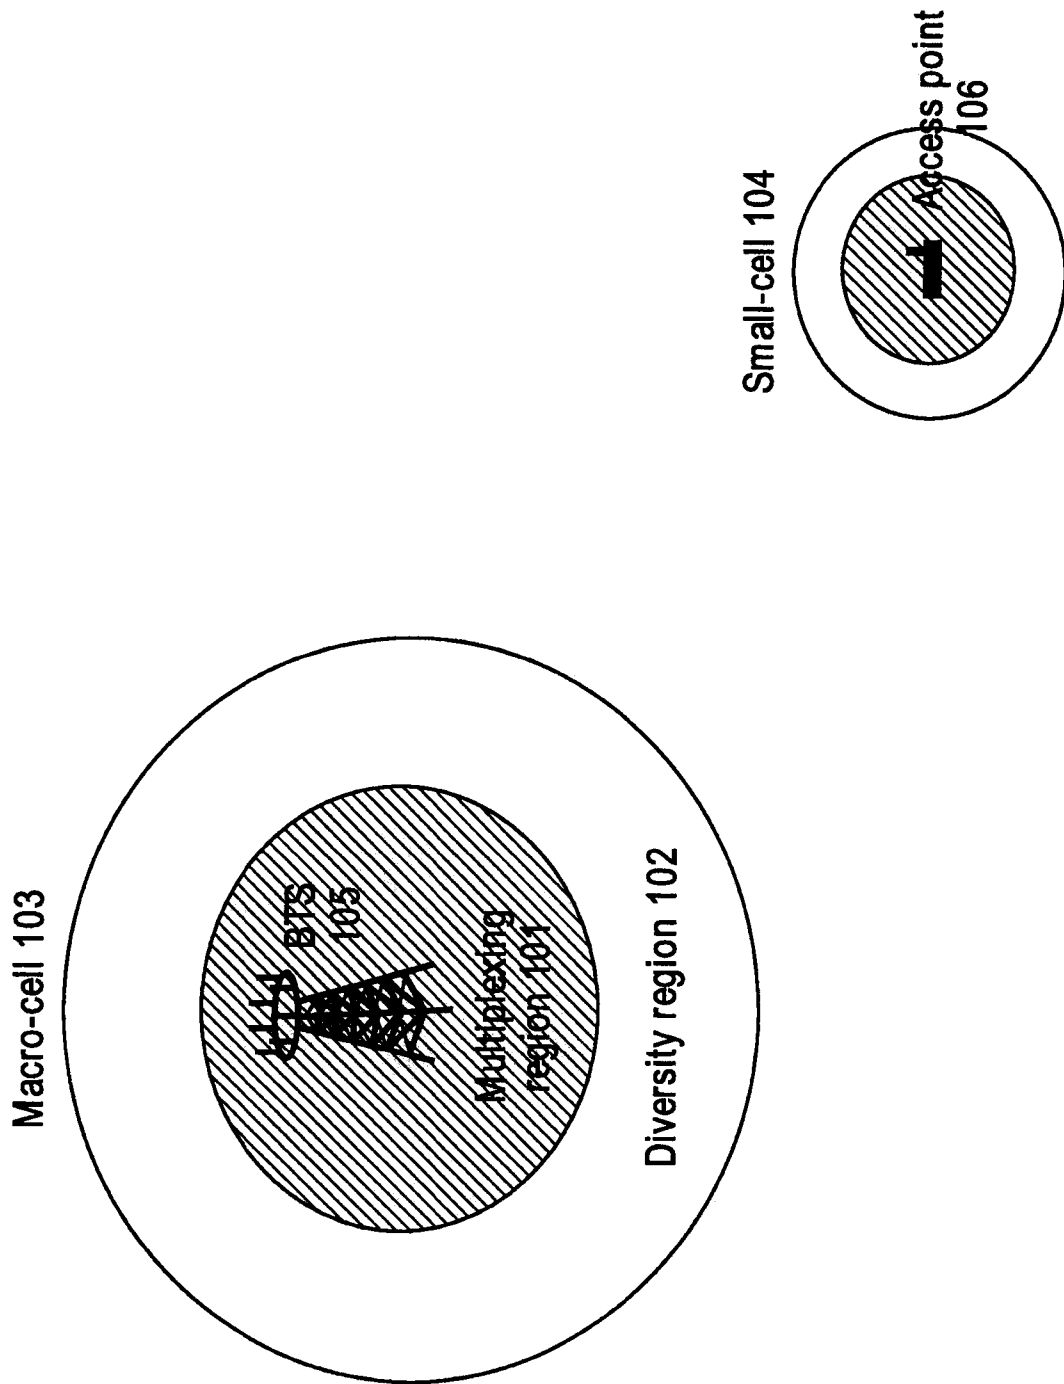 Macro-cell 103
BTS
105
Multiplexing
region 101
Diversity region 102
Small-cell 104
Access point
106